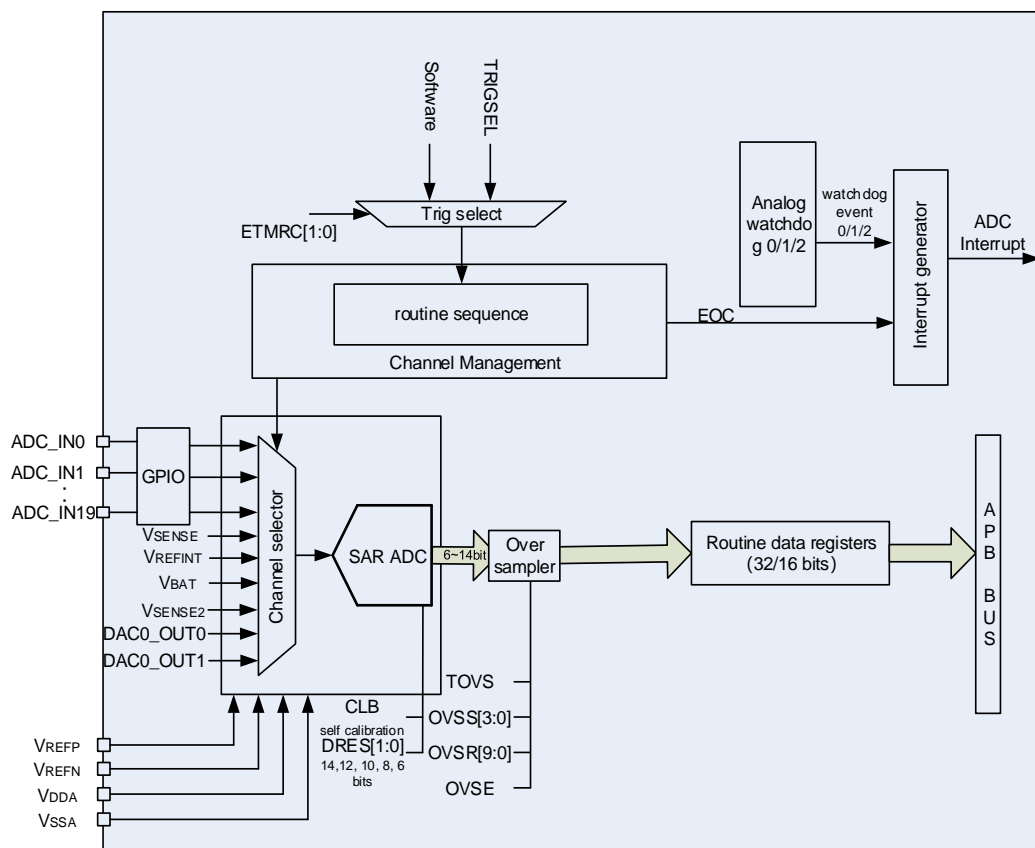 Software
TRIGSEL
Trig select
ETMRC[1:0]
routine sequence
Channel Management
EOC
Analog
watchdo
g 0/1/2
watchdog
event
0/1/2
Interrupt generator
ADC
Interrupt
ADC_IN0
ADC_IN1
ADC_IN19
GPIO
VSENSE
VREFINT
VBAT
VSENSE2
DAC0_OUT0
DAC0_OUT1
Channel selector
SAR ADC
6~14bit
Over
sampler
Routine data registers
(32/16 bits)
APB BUS
CLB
self calibration
DRES[1:0]
14,12, 10, 8, 6
bits
TOVS
OVSS[3:0]
OVSR[9:0]
OVSE
VREFP
VREFN
VDDA
VSSA